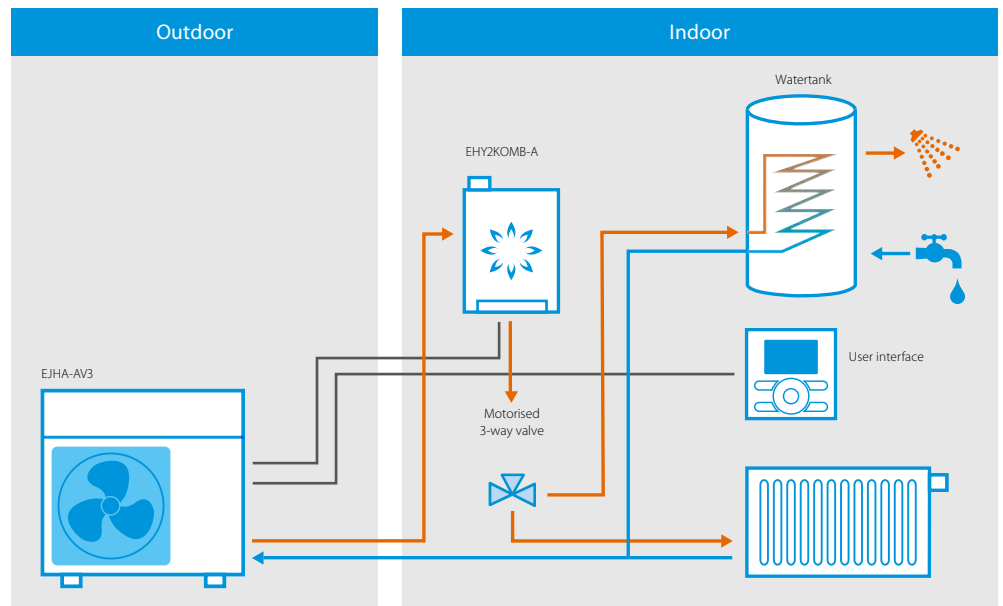 Outdoor
Indoor
Watertank
EHY2KOMB-A
User interface
EJHA-AV3
Motorised
3-way valve